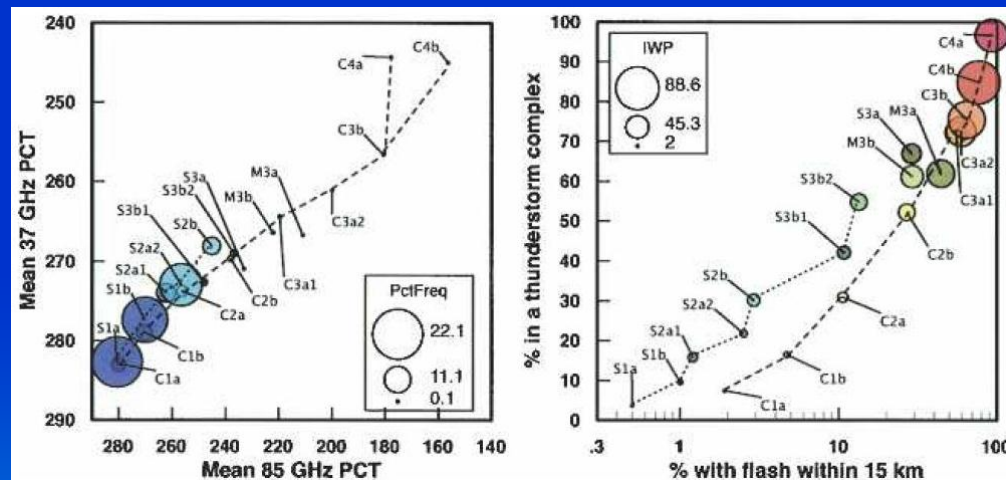 240
250
260
270
280
290
Mean 37 GHz PCT
C4b
C4a
C3b
S3a
M3a
S3b2
M3b
C3a2
S3b1
S2b
S2a2
S2a1
C3a1
S1b
C2b
C2a
S1a
C1b
C1a
PctFreq
22.1
11.1
0.1
280 260 240 220 200 180 160 140
Mean 85 GHz PCT
100
90
80
70
60
50
40
30
20
10
0
% in a thunderstorm complex
IWP
88.6
45.3
2
C4a
C4b
C3b
M3a
S3a
M3b
C3a2
C3a1
S3b2
S3b1
C2b
S2b
S2a2
C2a
S2a1
S1b
S1a
C1b
C1a
.3 1 10 100
% with flash within 15 km